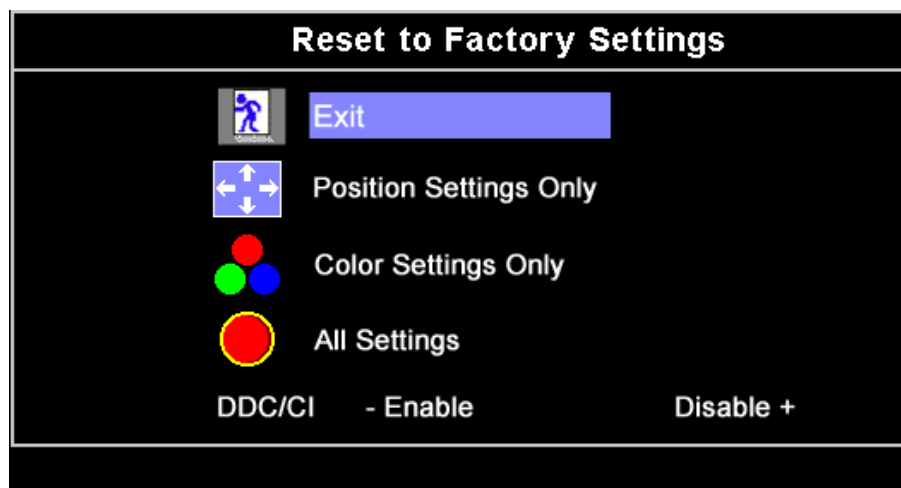 Reset to Factory Settings
Exit
Position Settings Only
Color Settings Only
All Settings
DDC/CI - Enable Disable +